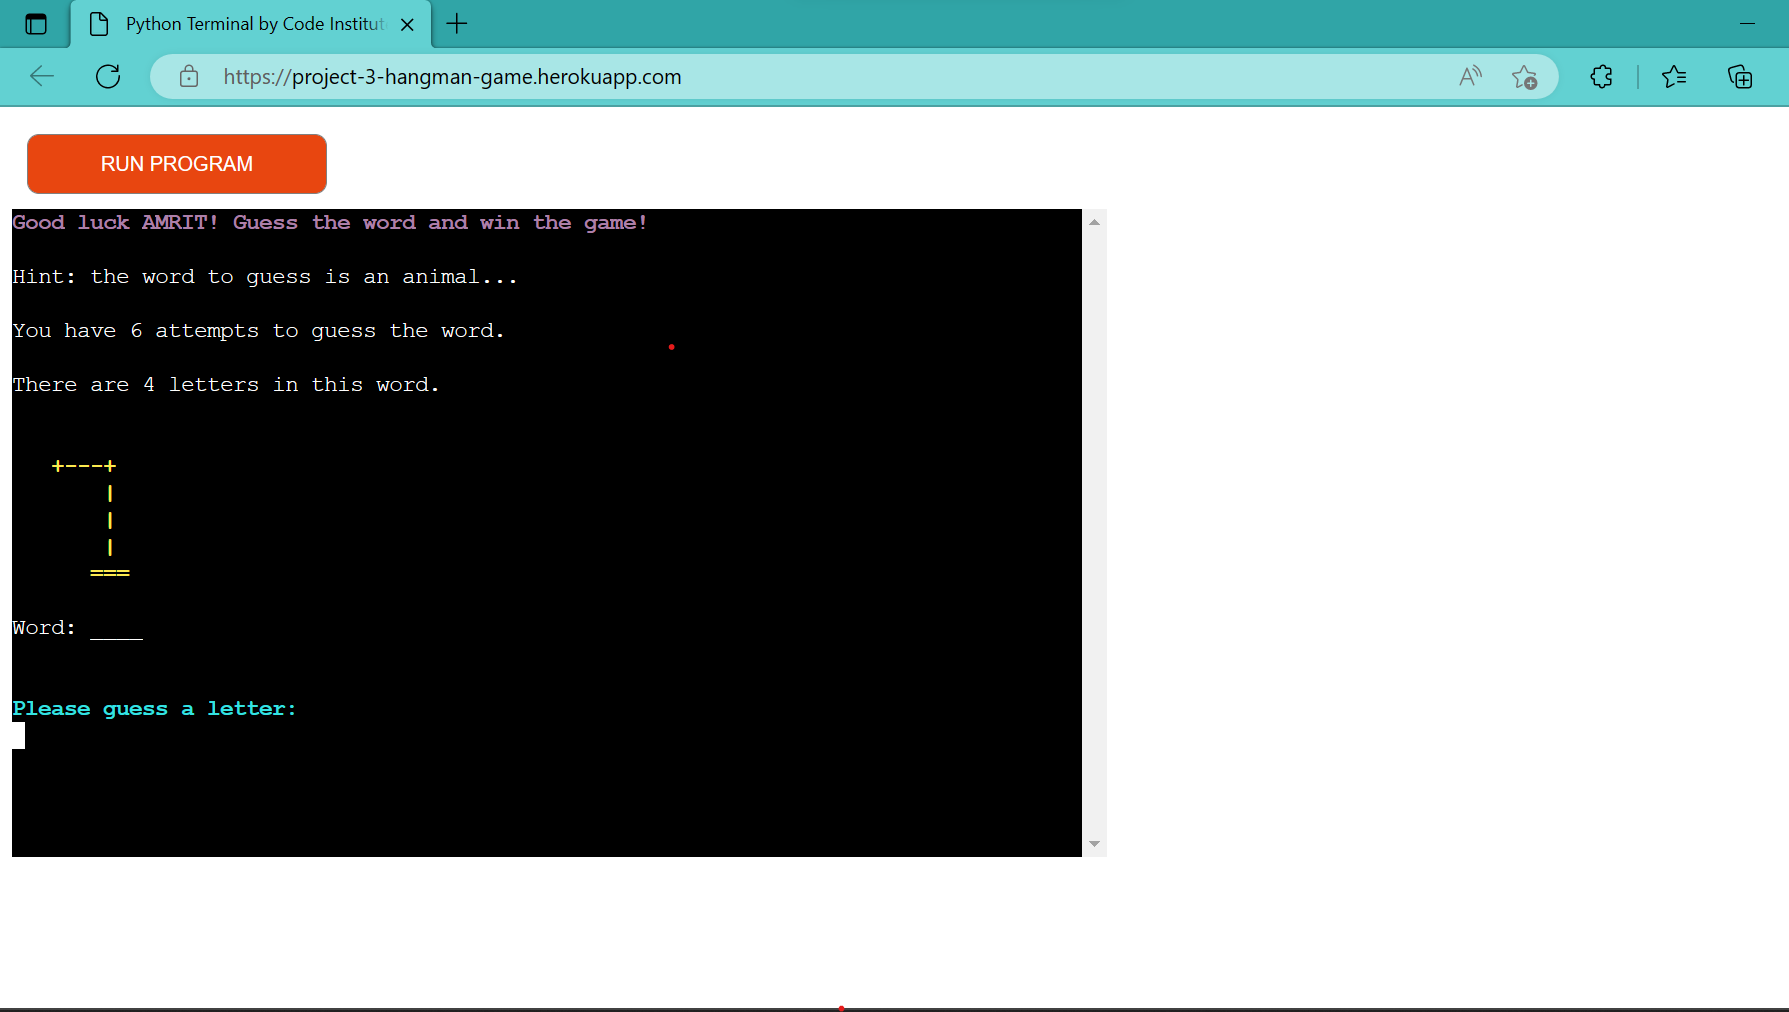 Python Terminal by Code Institut
https://project-3-hangman-game.herokuapp.com
RUN PROGRAM
Good luck AMRIT! Guess the word and win the game!
Hint: the word to guess is an animal...
You have 6 attempts to guess the word.
There are 4 letters in this word.
+---+
|
|
|
===
Word: ____
Please guess a letter: